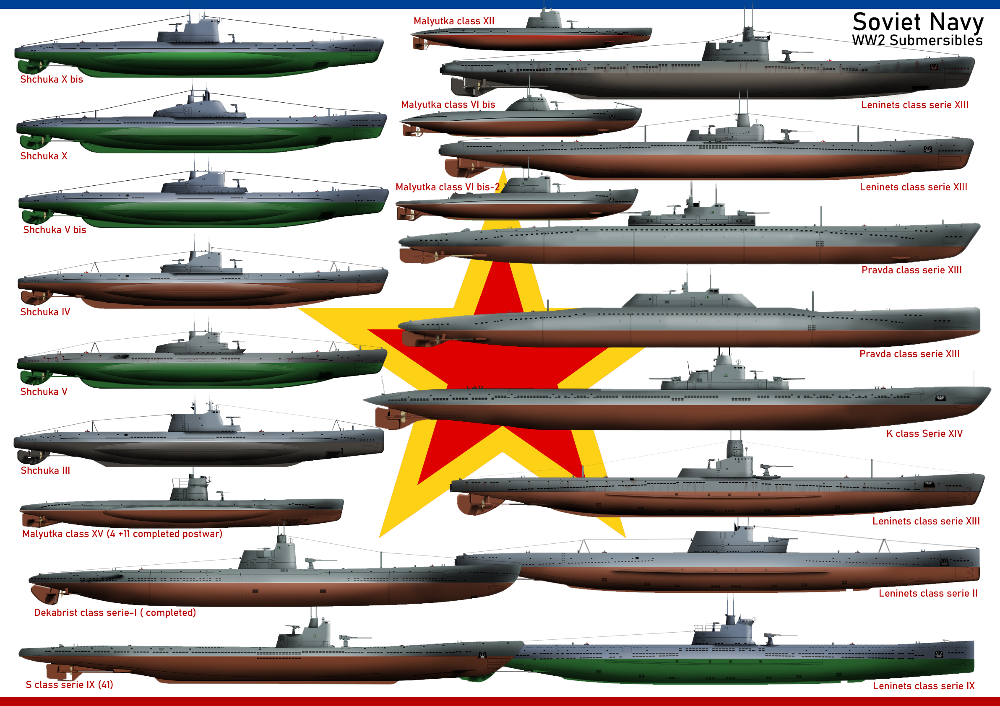 Soviet Navy
WW2 Submersibles
Shchuka X bis
Shchuka X
Shchuka V bis
Shchuka IV
Shchuka V
Shchuka III
Malyutka class XV (4 +11 completed postwar)
Dekabrist class serie-I ( completed)
S class serie IX (41)
Malyutka class XII
Leninets class serie XIII
Malyutka class VI bis
Leninets class serie XIII
Malyutka class VI bis-2
Pravda class serie XIII
Pravda class serie XIII
K class Serie XIV
Leninets class serie XIII
Leninets class serie II
Leninets class serie IX